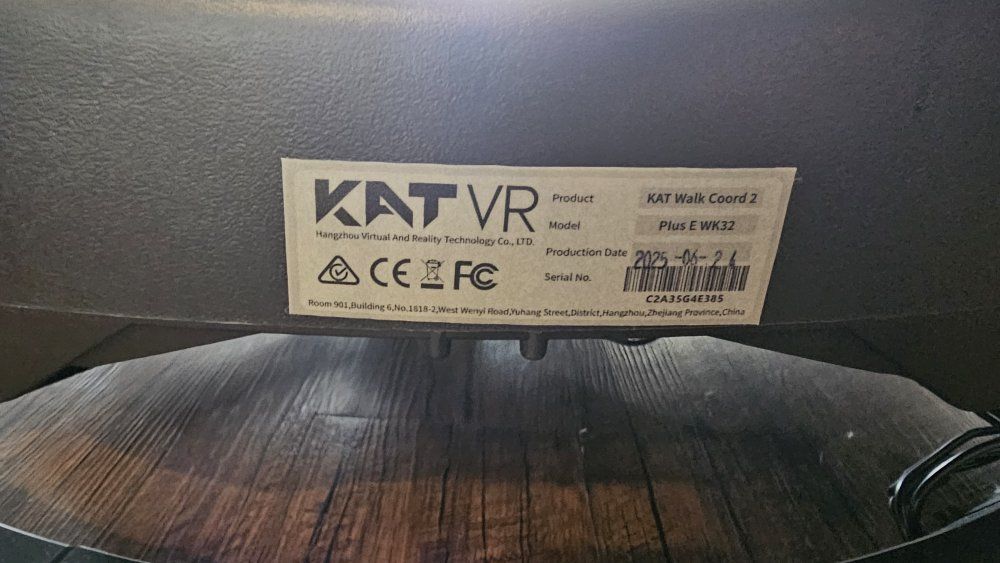 KAT VR
Hangzhou Virtual And Reality Technology Co., LTD.
CE FC
Product KAT Walk Coord 2
Model Plus E WK32
Production Date 2025-06-24
Serial No.
C2A35G4E385
Room 901,Building 6,No.1818-2,West Wenyi Road,Yuhang Street,District,Hangzhou,Zhejiang Province,China